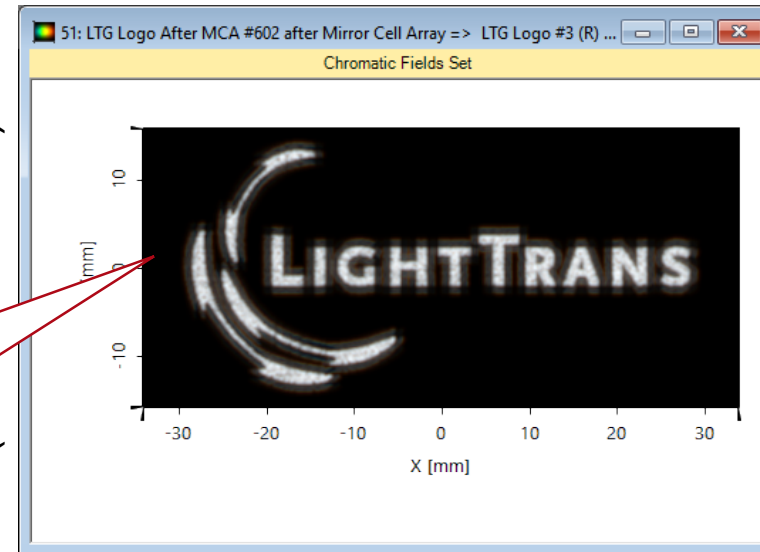 51: LTG Logo After MCA #602 after Mirror Cell Array => LTG Logo #3 (R) ...
Chromatic Fields Set
10
0
-10
mm]
LIGHTTRANS
-30 -20 -10 0 10 20 30
X [mm]